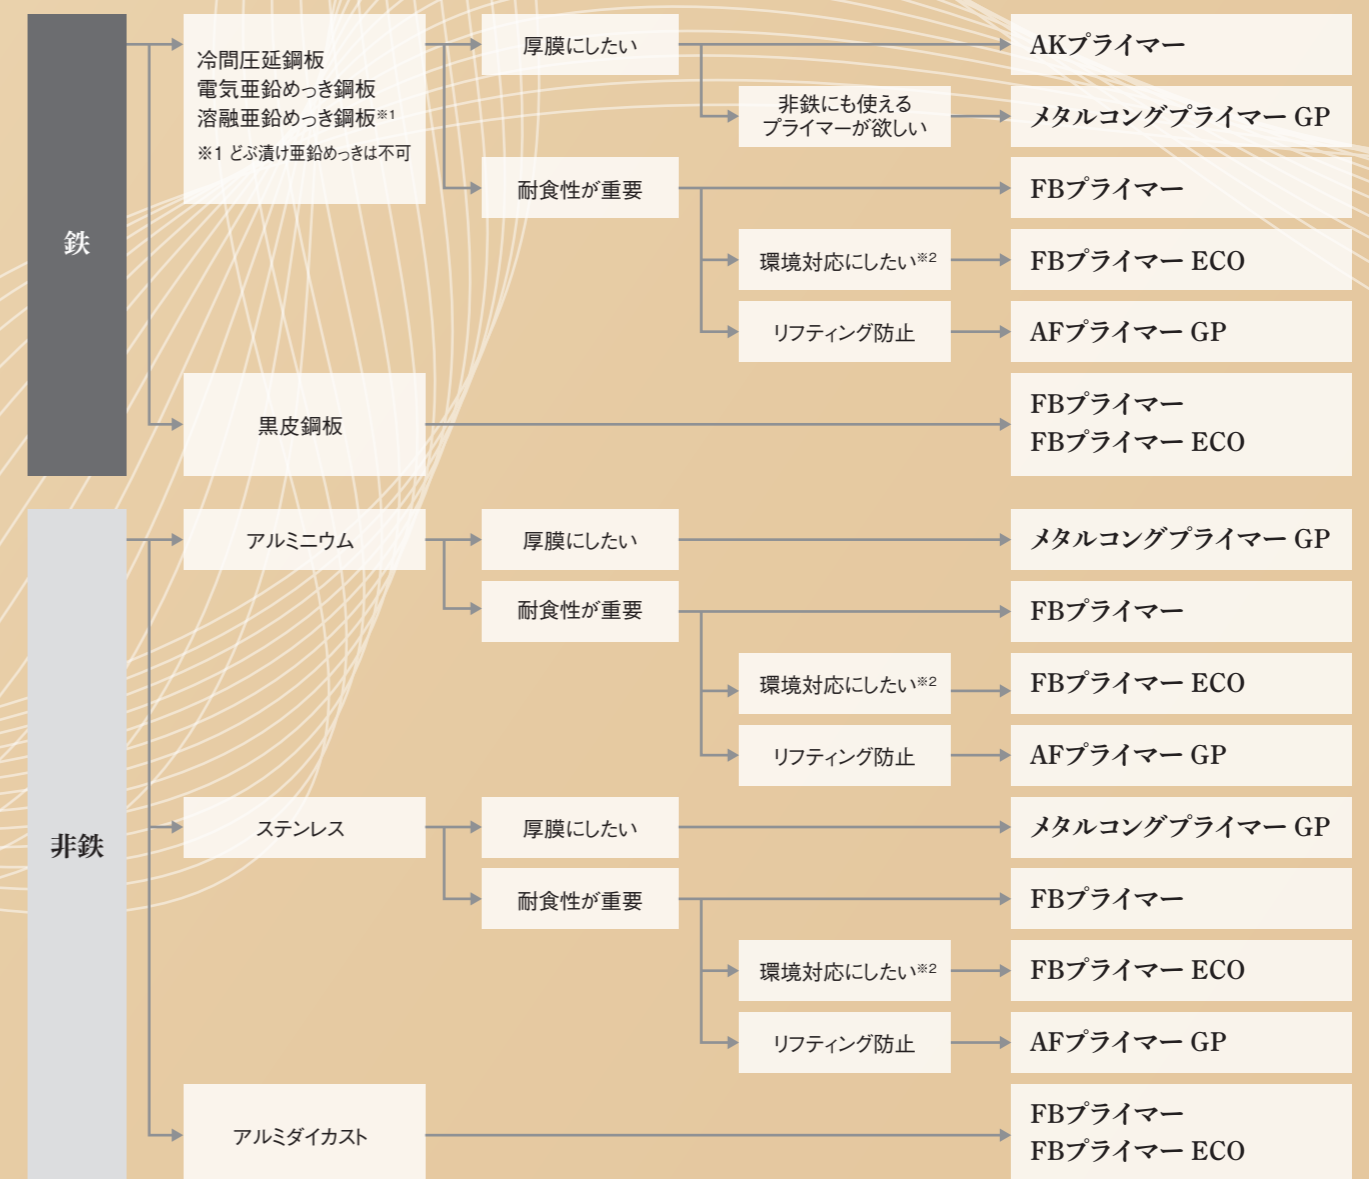 鉄
冷間圧延鋼板
電気亜鉛めっき鋼板
溶融亜鉛めっき鋼板※1
※1 どぶ漬け亜鉛めっきは不可
厚膜にしたい
AKプライマー
非鉄にも使える
プライマーが欲しい
メタルコングプライマー GP
耐食性が重要
FBプライマー
環境対応にしたい※2
FBプライマー ECO
リフティング防止
AFプライマー GP
黒皮鋼板
FBプライマー
FBプライマー ECO
非鉄
アルミニウム
厚膜にしたい
メタルコングプライマー GP
耐食性が重要
FBプライマー
環境対応にしたい※2
FBプライマー ECO
リフティング防止
AFプライマー GP
ステンレス
厚膜にしたい
メタルコングプライマー GP
耐食性が重要
FBプライマー
環境対応にしたい※2
FBプライマー ECO
リフティング防止
AFプライマー GP
アルミダイカスト
FBプライマー
FBプライマー ECO